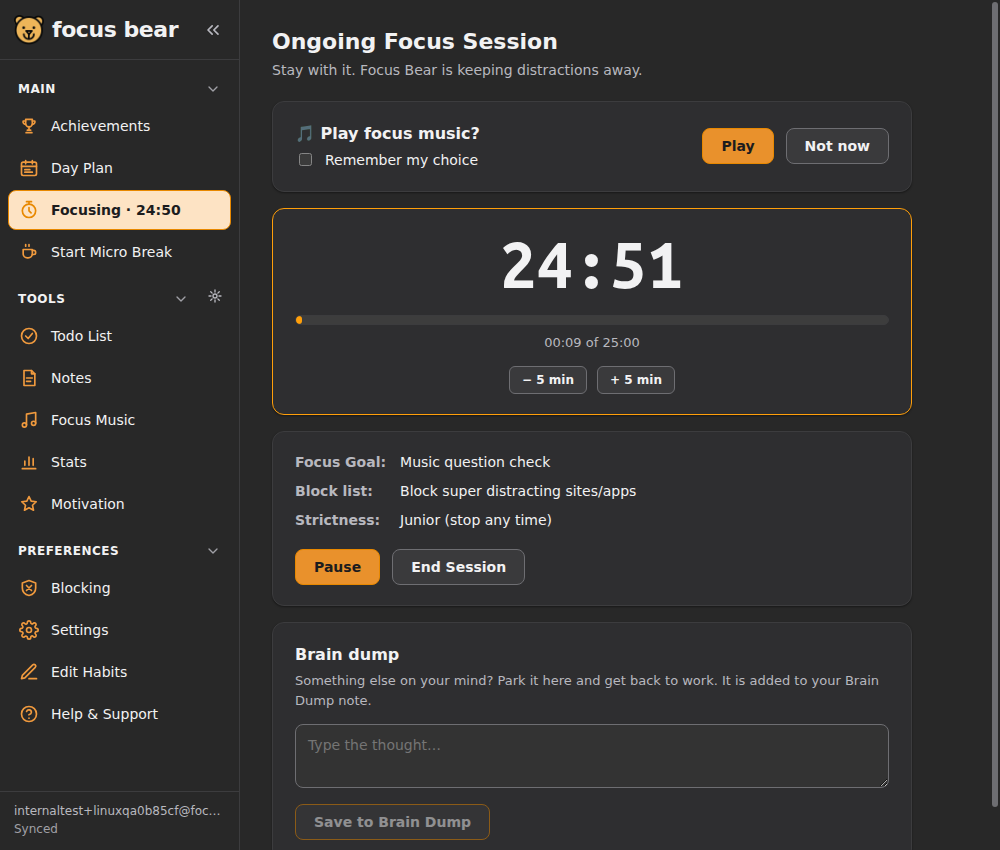 focus bear
MAIN
Achievements
Day Plan
Focusing · 24:50
Start Micro Break
TOOLS
Todo List
Notes
Focus Music
Stats
Motivation
PREFERENCES
Blocking
Settings
Edit Habits
Help & Support
internaltest+linuxqa0b85cf@foc...
Synced
Ongoing Focus Session
Stay with it. Focus Bear is keeping distractions away.
🎵 Play focus music?
Remember my choice
Play
Not now
24:51
00:09 of 25:00
− 5 min
+ 5 min
Focus Goal: Music question check
Block list: Block super distracting sites/apps
Strictness: Junior (stop any time)
Pause
End Session
Brain dump
Something else on your mind? Park it here and get back to work. It is added to your Brain
Dump note.
Type the thought...
Save to Brain Dump